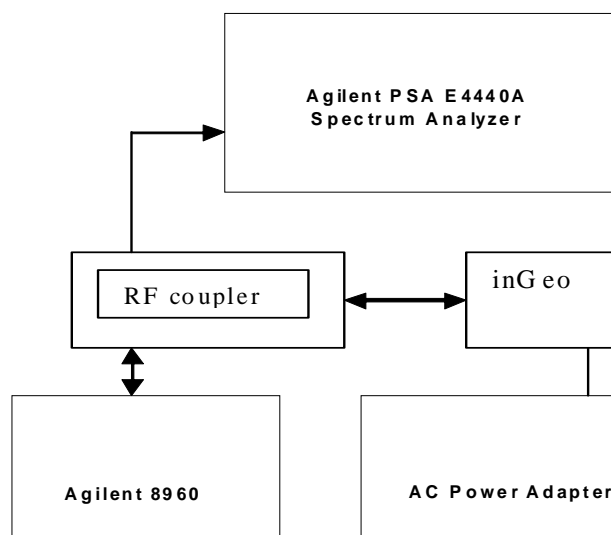 Agilent PSA E4440A
Spectrum Analyzer
RF coupler
inGeo
Agilent 8960
AC Power Adapter